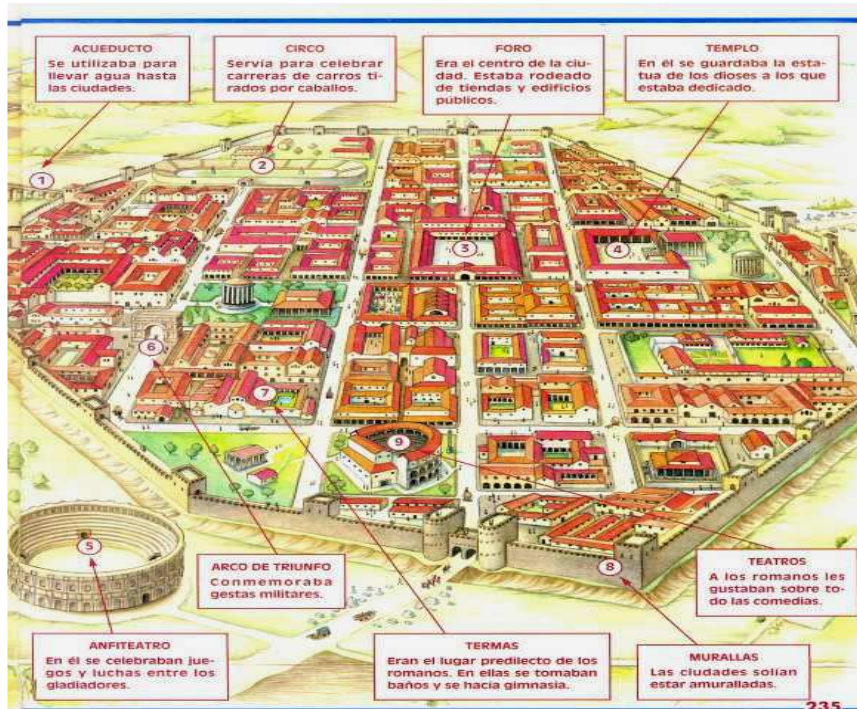 ACUEDUCTO
Se utilizaba para
llevar agua hasta
las ciudades.
CIRCO
Servía para celebrar
carreras de carros ti-
rados por caballos.
FORO
Era el centro de la ciu-
dad. Estaba rodeado
de tiendas y edificios
públicos.
TEMPLO
En él se guardaba la esta-
tua de los dioses a los que
estaba dedicado.
1
2
3
4
6
7
9
5
8
ARCO DE TRIUNFO
Conmemoraba
gestas militares.
TEATROS
A los romanos les
gustaban sobre to-
do las comedias.
ANFITEATRO
En él se celebraban jue-
gos y luchas entre los
gladiadores.
TERMAS
Eran el lugar predilecto de los
romanos. En ellas se tomaban
baños y se hacía gimnasia.
MURALLAS
Las ciudades solían
estar amuralladas.
235